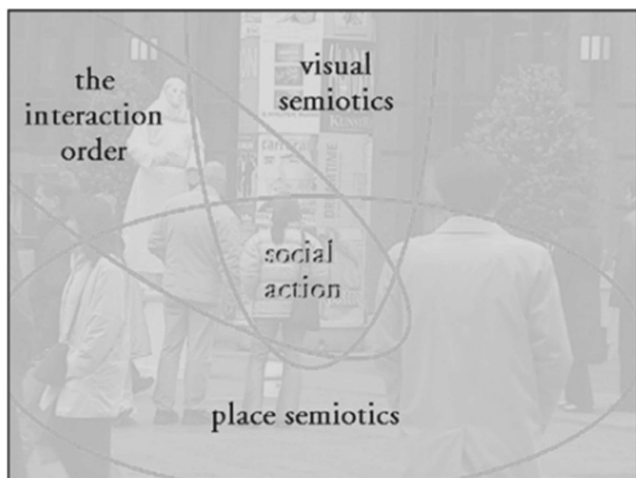 the
interaction
order
visual
semiotics
social
action
place semiotics